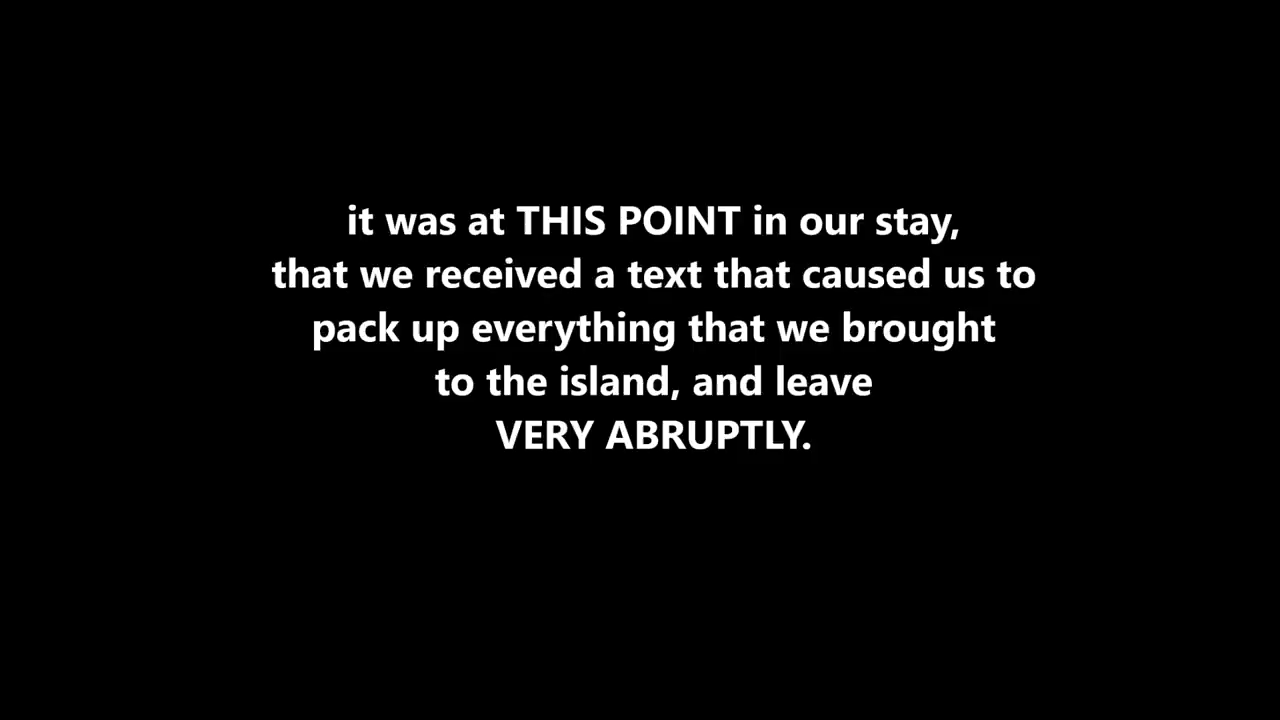 it was at THIS POINT in our stay,
that we received a text that caused us to
pack up everything that we brought
to the island, and leave
VERY ABRUPTLY.